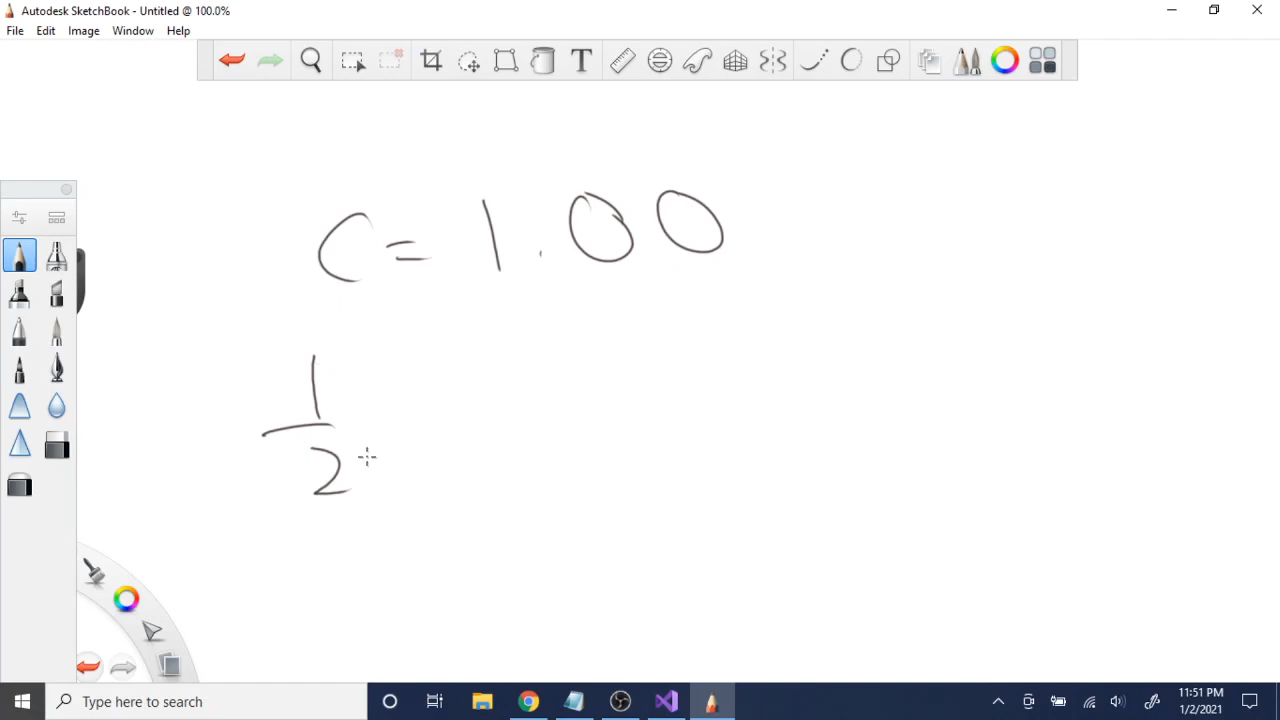 Autodesk SketchBook - Untitled @ 100.0%
File Edit Image Window Help
T
C = 1.00
1
2
Type here to search
11:51 PM
1/2/2021